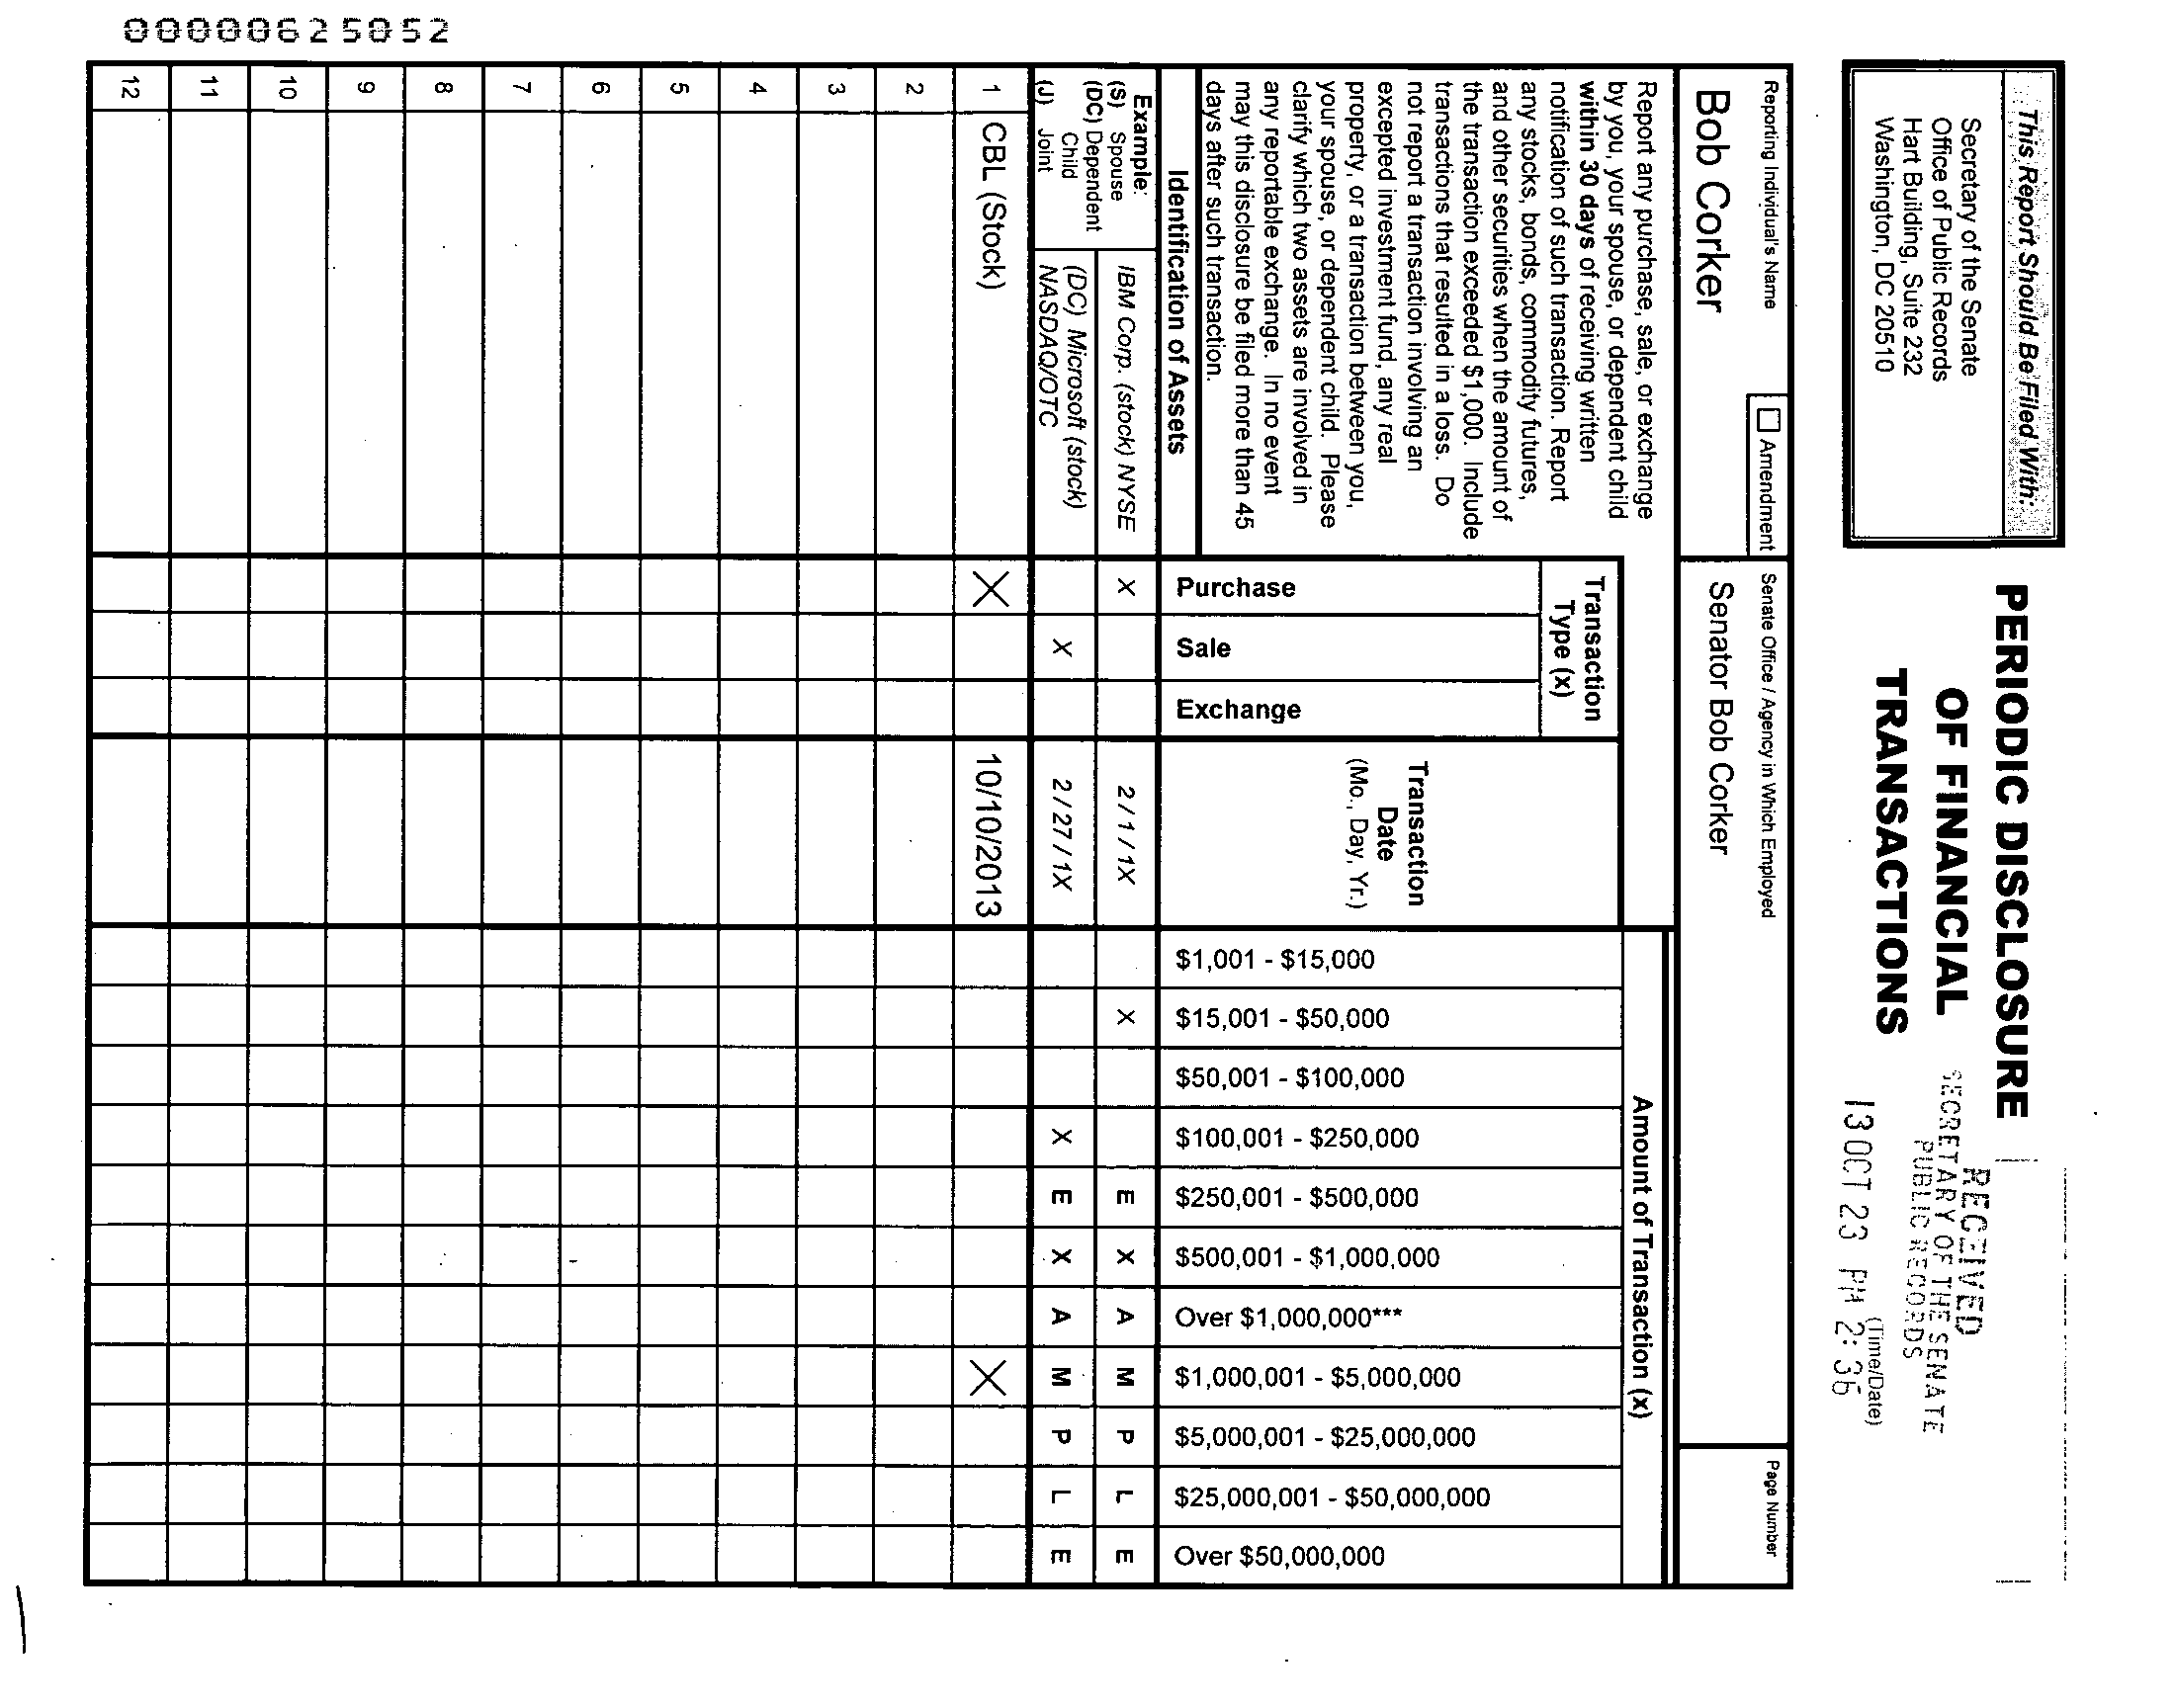 This Report Should Be Filed With:
Secretary of the Senate
Office of Public Records
Hart Building, Suite 232
Washington, DC 20510
PERIODIC DISCLOSURE
OF FINANCIAL
TRANSACTIONS
RECEIVED
SECRETARY OF THE SENATE
PUBLIC RECORDS
(Time/Date)
13 OCT 23 PM 2: 36
Reporting Individual's Name
Amendment
Bob Corker
Senate Office / Agency in Which Employed
Senator Bob Corker
Page Number
Report any purchase, sale, or exchange
by you, your spouse, or dependent child
within 30 days of receiving written
notification of such transaction. Report
any stocks, bonds, commodity futures,
and other securities when the amount of
the transaction exceeded $1,000. Include
transactions that resulted in a loss. Do
not report a transaction involving an
excepted investment fund, any real
property, or a transaction between you,
your spouse, or dependent child. Please
clarify which two assets are involved in
any reportable exchange. In no event
may this disclosure be filed more than 45
days after such transaction.
Transaction
Type (x)
Amount of Transaction (x)
Identification of Assets
Purchase
Sale
Exchange
Transaction
Date
(Mo., Day, Yr.)
$1,001 - $15,000
$15,001 - $50,000
$50,001 - $100,000
$100,001 - $250,000
$250,001 - $500,000
$500,001 - $1,000,000
Over $1,000,000***
$1,000,001 - $5,000,000
$5,000,001 - $25,000,000
$25,000,001 - $50,000,000
Over $50,000,000
Example:
(S) Spouse
(DC) Dependent
Child
(J) Joint
IBM Corp. (stock) NYSE X 2 / 1 / 1X X E X A M P L E
(DC) Microsoft (stock)
NASDAQ/OTC X 2 / 27 / 1X X E X A M P L E
1 CBL (Stock) X 10/10/2013 X
2
3
4
5
6
7
8
9
10
11
12
00000625052